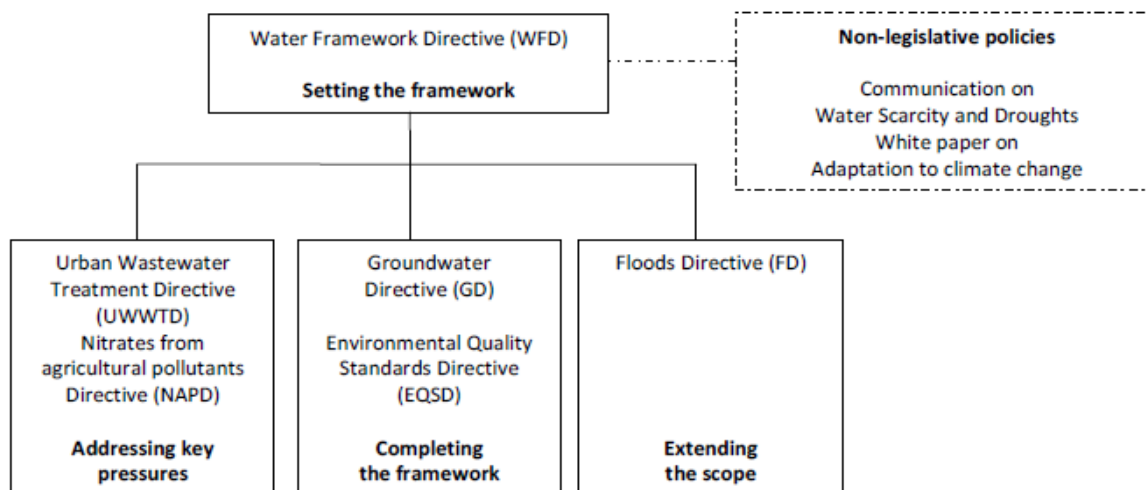 Water Framework Directive (WFD)
Setting the framework
Non-legislative policies
Communication on
Water Scarcity and Droughts
White paper on
Adaptation to climate change
Urban Wastewater
Treatment Directive
(UWWTD)
Nitrates from
agricultural pollutants
Directive (NAPD)
Addressing key
pressures
Groundwater
Directive (GD)
Environmental Quality
Standards Directive
(EQSD)
Completing
the framework
Floods Directive (FD)
Extending
the scope